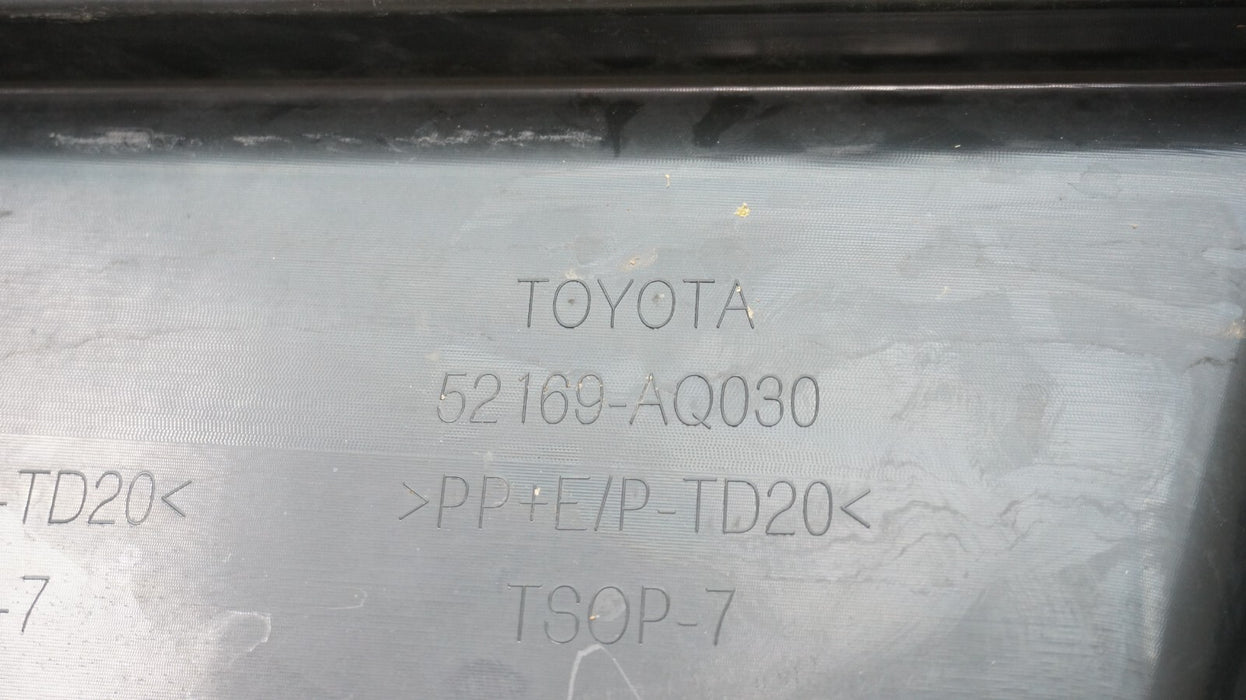 TOYOTA
52169-AQ030
-TD20< >PP+E/P-TD20<
-7 TSOP-7